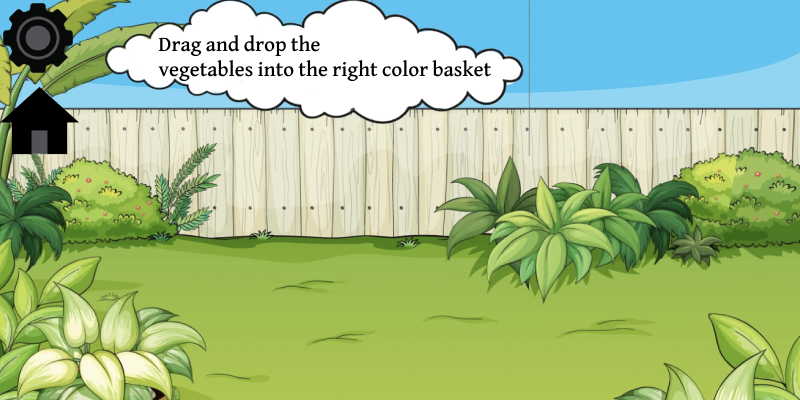 Drag and drop the
vegetables into the right color basket